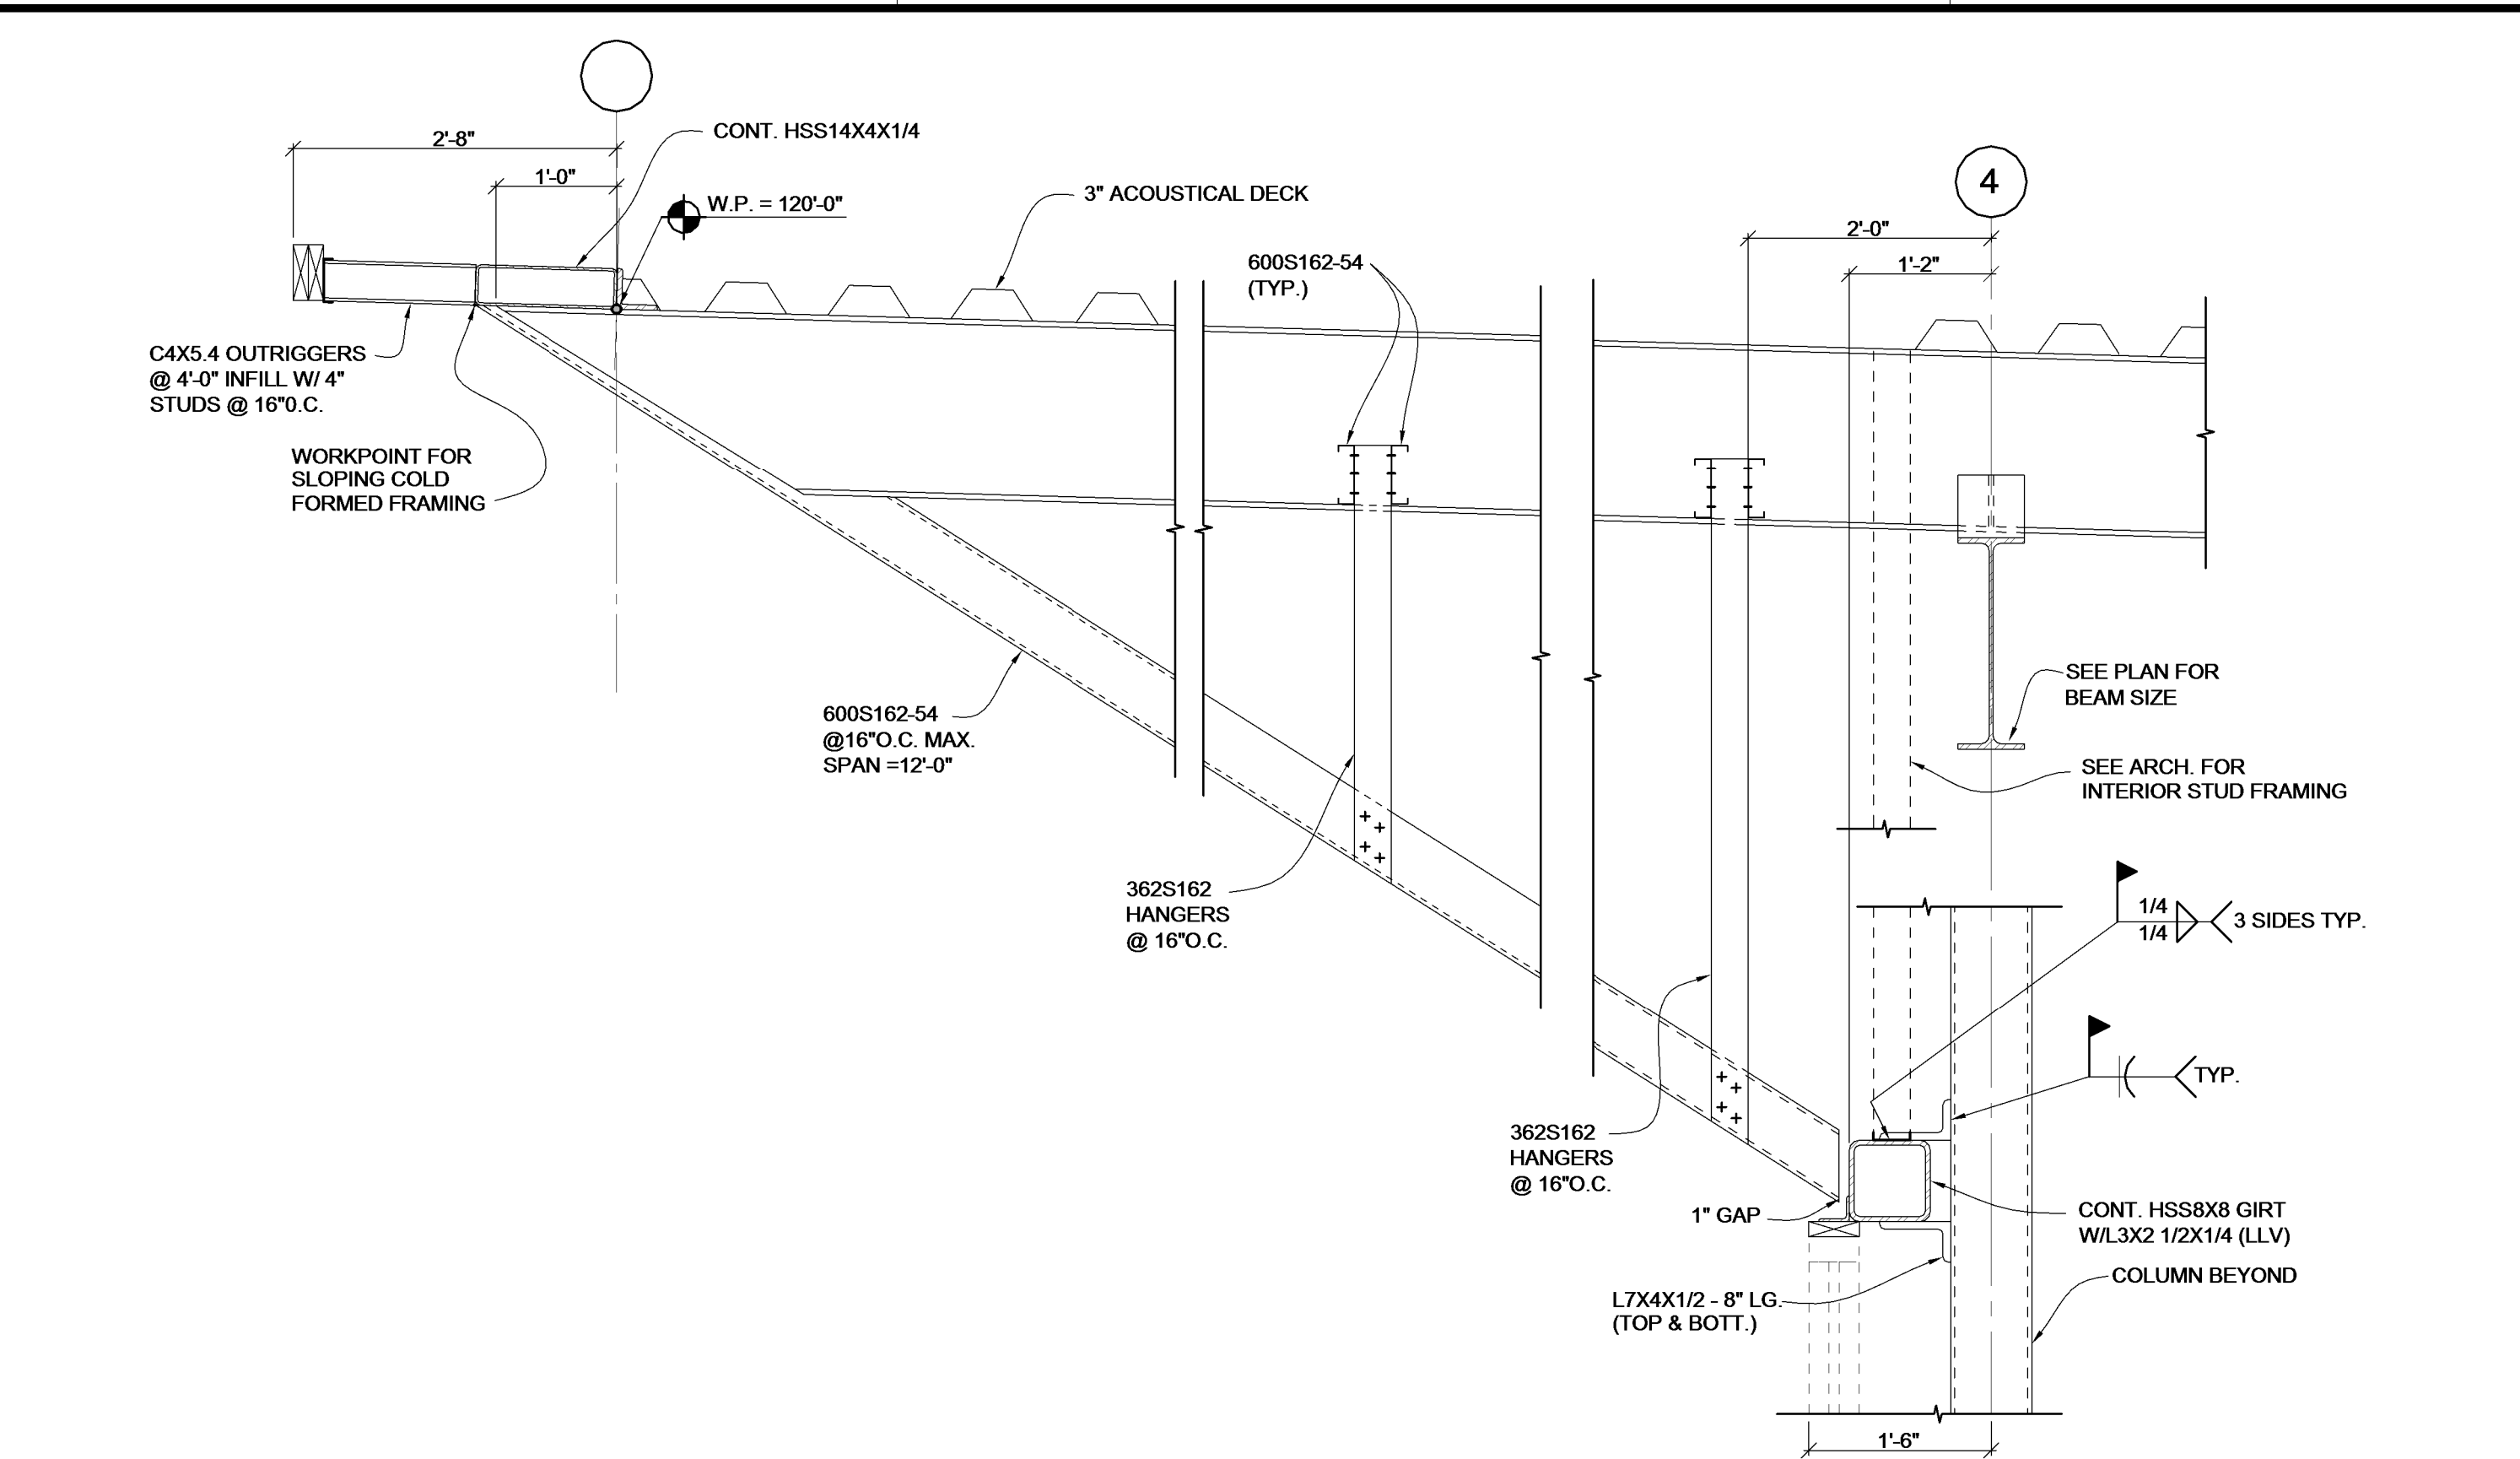 CONT. HSS14X4X1/4
2'-8"
4
1'-0"
3" ACOUSTICAL DECK
W.P. = 120'-0"
2'-0"
600S162-54
(TYP.)
1'-2"
C4X5.4 OUTRIGGERS
@ 4'-0" INFILL W/ 4"
STUDS @ 16"0.C.
WORKPOINT FOR
SLOPING COLD
FORMED FRAMING
SEE PLAN FOR
BEAM SIZE
600S162-54
@16"O.C. MAX.
SPAN =12'-0"
SEE ARCH. FOR
INTERIOR STUD FRAMING
362S162
HANGERS
@ 16"O.C.
1/4
1/4
3 SIDES TYP.
TYP.
362S162
HANGERS
@ 16"O.C.
1" GAP
CONT. HSS8X8 GIRT
W/L3X2 1/2X1/4 (LLV)
COLUMN BEYOND
L7X4X1/2 - 8" LG.
(TOP & BOTT.)
1'-6"